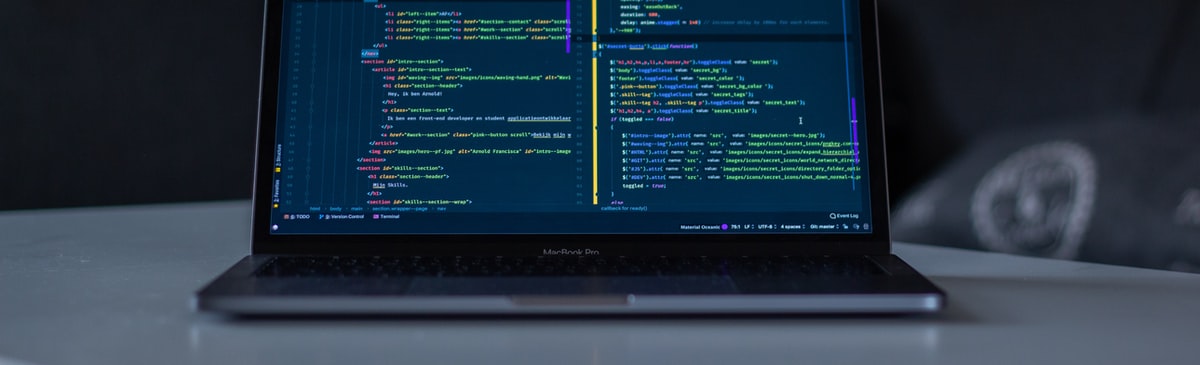 <ul>
<li id="left--item">AF</li>
<li class="right--items"><a href="#section--contact" class="scroll
<li class="right--items"><a href="#work--section" class="scroll">
<li class="right--items"><a href="#skills--section" class="scroll
</ul>
</nav>
<section id="intro--section">
<article id="intro--section--text">
<img id="waving--img" src="images/icons/waving-hand.png" alt="Wavi
<h1 class="section--header">
Hey, ik ben Arnold!
</h1>
<p class="section--text">
Ik ben een front-end developer en student applicatieontwikkelaar
</p>
<a href="#work--section" class="pink--button scroll">Bekijk mijn w
</article>
<img src="images/hero--pf.jpg" alt="Arnold Francisca" id="intro--image
</section>
<section id="skills--section">
<h1 class="section--header">
Mijn Skills.
</h1>
<section id="skills--section--wrap">
html › body › main › section.wrapper--page › nav
easing: 'easeOutBack',
duration: 600,
delay: anime.stagger( // increase delay by 100ms for each elements.
$('#secret-button').click(function()
{
$('h1,h2,h4,p,li,a,footer,hr').toggleClass( value: 'secret');
$('body').toggleClass( value: 'secret_bg');
$('footer').toggleClass( value: 'secret_color ');
$('.pink--button').toggleClass( value: 'secret_bg_color ');
$('.skill--tag').toggleClass( value: 'secret_tags');
$('.skill--tag h2, .skill--tag p').toggleClass( value: 'secret_text');
$('h1,h2,h4, a').toggleClass( value: 'secret_title');
if (toggled === false)
{
$('#intro--image').attr( name: 'src', value: 'images/secret--hero.jpg');
$('#waving--img').attr( name: 'src', value: 'images/icons/secret_icons/pngkey.com
$('#HTML').attr( name: 'src', value: 'images/icons/secret_icons/expand_hierarchial_
$('#GIT').attr( name: 'src', value: 'images/icons/secret_icons/world_network_direct
$('#JS').attr( name: 'src', value: 'images/icons/secret_icons/directory_folder_opti
$('#DEV').attr( name: 'src', value: 'images/icons/secret_icons/shut_down_normal-4.p
toggled = true;
}
else
callback for ready()
2: Structure
2: Favorites
6: TODO
9: Version Control
Terminal
Event Log
Material Oceanic 75:1 LF UTF-8 4 spaces Git: master
MacBook Pro